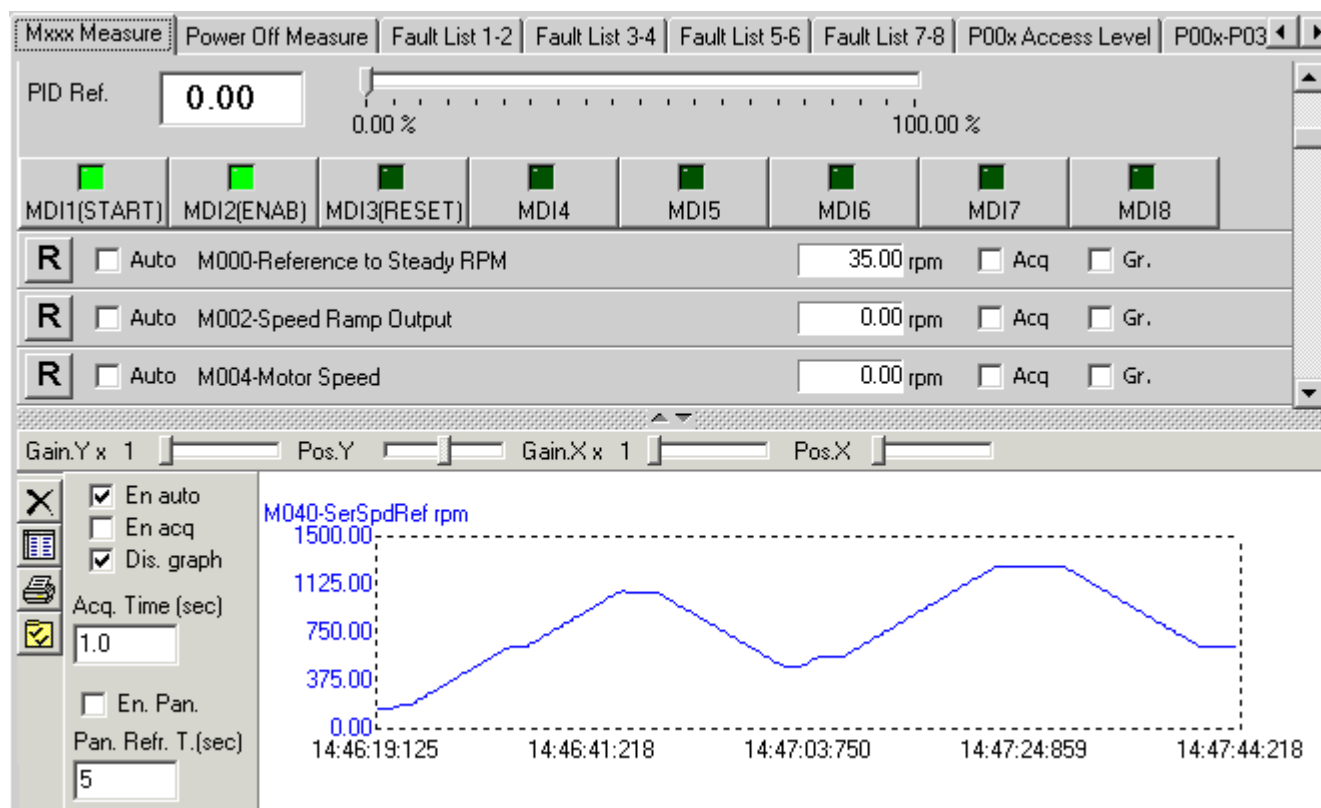 Mxxx Measure Power Off Measure Fault List 1-2 Fault List 3-4 Fault List 5-6 Fault List 7-8 P00x Access Level P00x-P03
PID Ref. 0.00
0.00 % 100.00 %
MDI1(START) MDI2(ENAB) MDI3(RESET) MDI4 MDI5 MDI6 MDI7 MDI8
R Auto M000-Reference to Steady RPM 35.00 rpm Acq Gr.
R Auto M002-Speed Ramp Output 0.00 rpm Acq Gr.
R Auto M004-Motor Speed 0.00 rpm Acq Gr.
Gain.Y x 1 Pos.Y Gain.X x 1 Pos.X
En auto
En acq
Dis. graph
Acq. Time (sec)
1.0
En. Pan.
Pan. Refr. T.(sec)
5
M040-SerSpdRef rpm
1500.00
1125.00
750.00
375.00
0.00
14:46:19:125 14:46:41:218 14:47:03:750 14:47:24:859 14:47:44:218